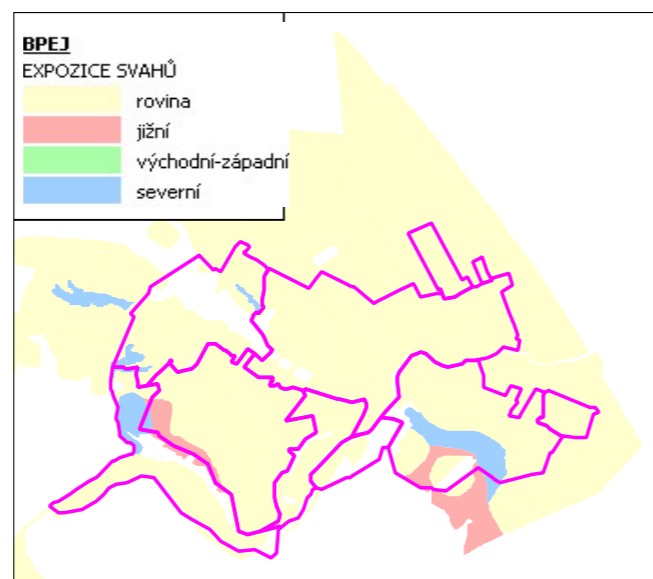 BPEJ
EXPOZICE SVAHŮ
rovina
jižní
východní-západní
severní